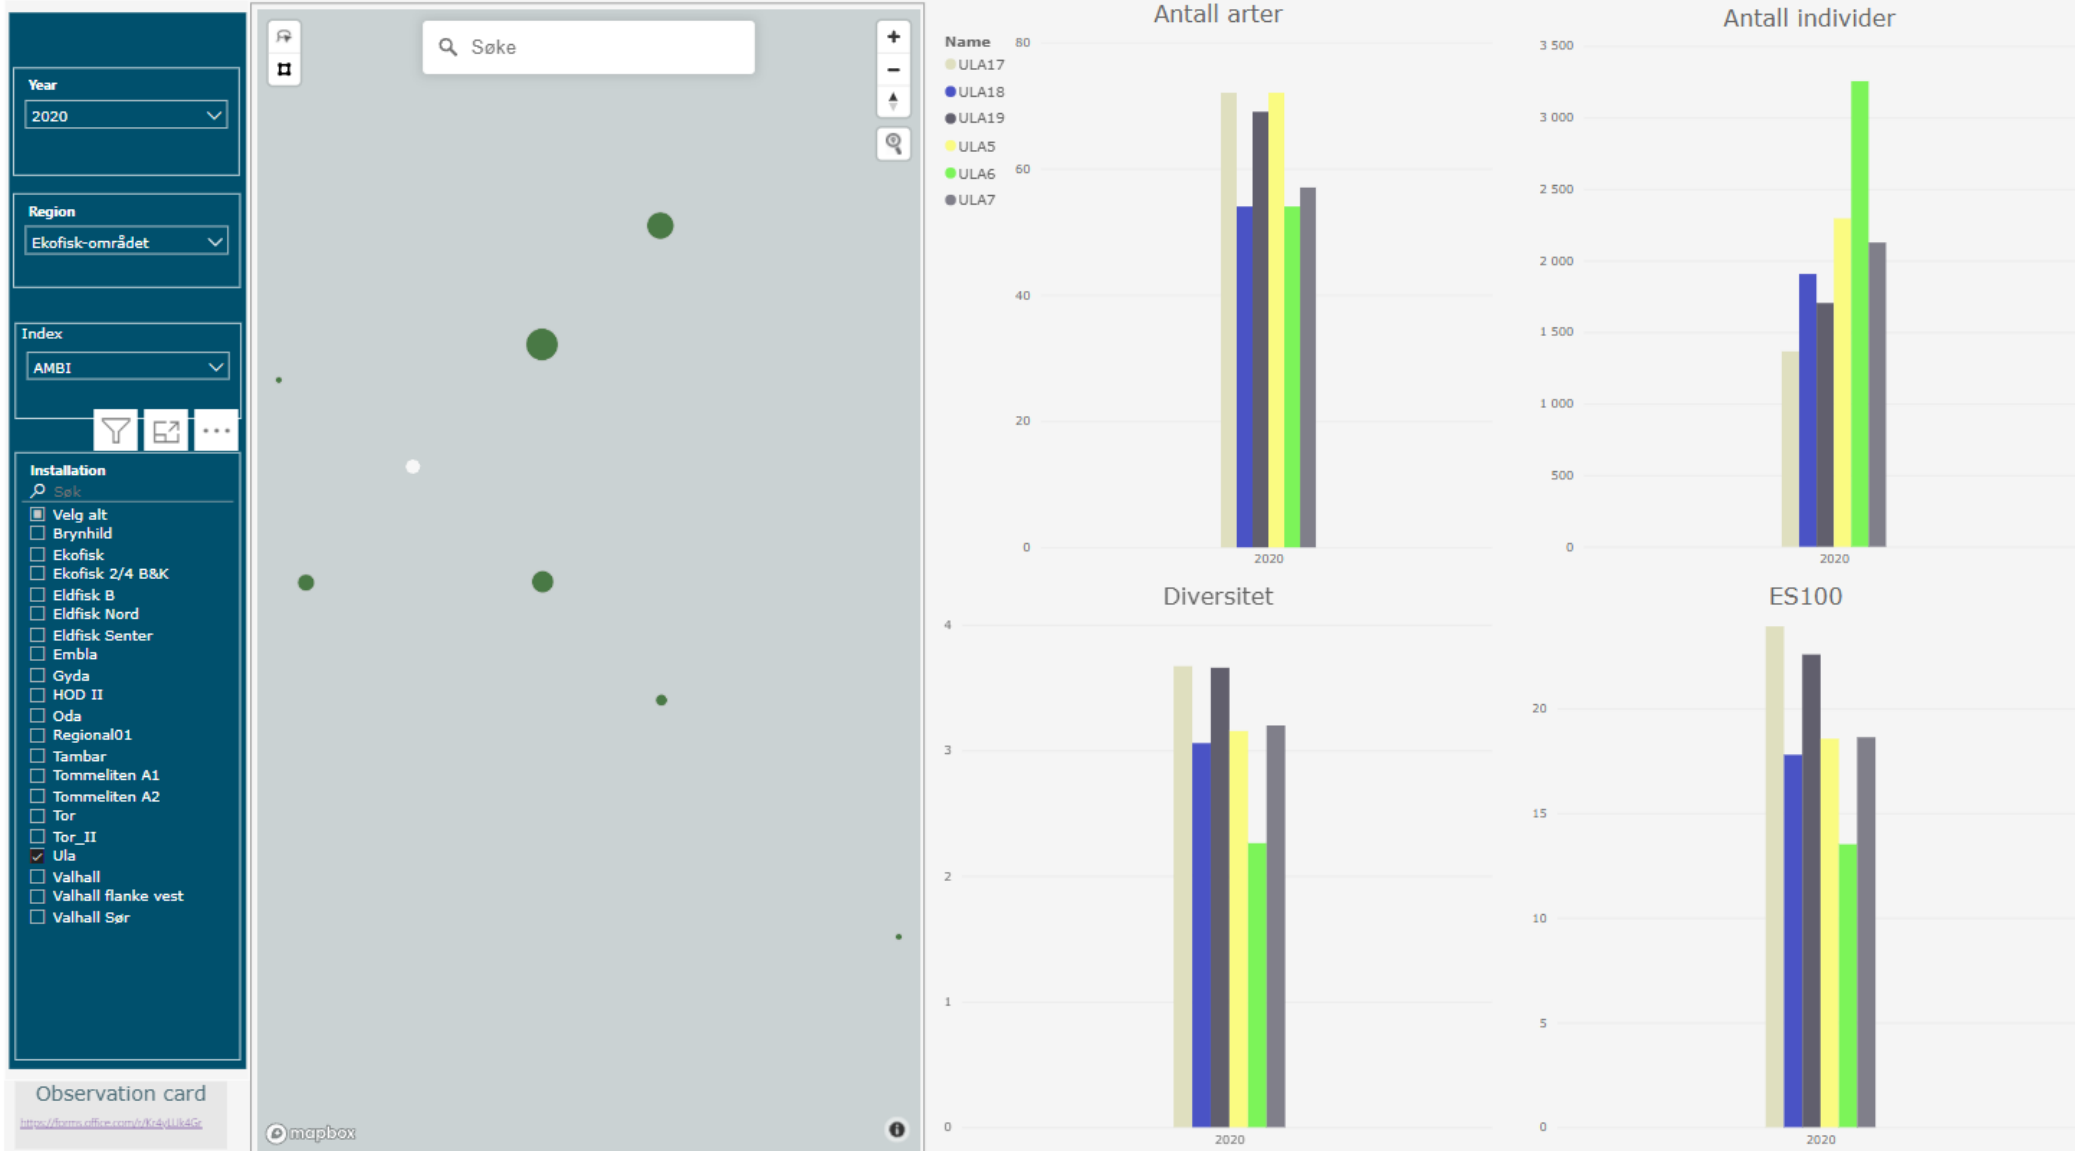 Year
2020
Region
Ekofisk-området
Index
AMBI
Installation
Søk
Velg alt
Brynhild
Ekofisk
Ekofisk 2/4 B&K
Eldfisk B
Eldfisk Nord
Eldfisk Senter
Embla
Gyda
HOD II
Oda
Regional01
Tambar
Tommeliten A1
Tommeliten A2
Tor
Tor_II
Ula
Valhall
Valhall flanke vest
Valhall Sør
Observation card
Søke
mapbox
Antall arter
Name
ULA17
ULA18
ULA19
ULA5
ULA6
ULA7
80
60
40
20
0
2020
Antall individer
3 500
3 000
2 500
2 000
1 500
1 000
500
0
2020
Diversitet
4
3
2
1
0
2020
ES100
20
15
10
5
0
2020